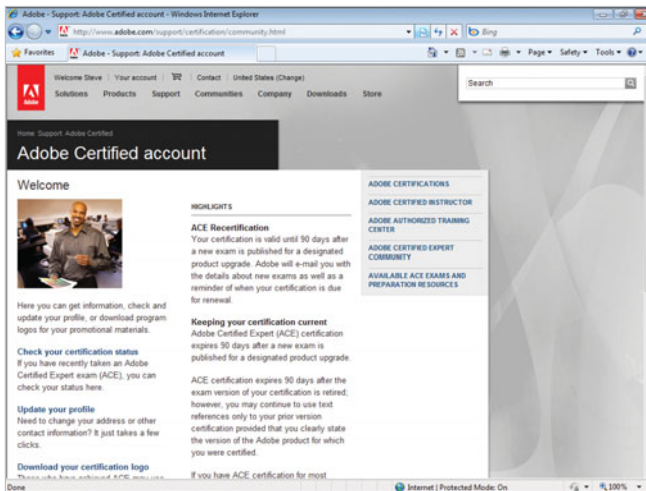 Adobe - Support: Adobe Certified account - Windows Internet Explorer
http://www.adobe.com/support/certification/community.html
Bing
Favorites
Adobe - Support: Adobe Certified account
Page
Safety
Tools
Welcome Steve
Your account
Contact
United States (Change)
Search
Adobe
Solutions
Products
Support
Communities
Company
Downloads
Store
Home Support Adobe Certified
Adobe Certified account
Welcome
Here you can get information, check and
update your profile, or download program
logos for your promotional materials.
Check your certification status
If you have recently taken an Adobe
Certified Expert exam (ACE), you can
check your status here.
Update your profile
Need to change your address or other
contact information? It just takes a few
clicks.
Download your certification logo
HIGHLIGHTS
ACE Recertification
Your certification is valid until 90 days after
a new exam is published for a designated
product upgrade. Adobe will e-mail you with
the details about new exams as well as a
reminder of when your certification is due
for renewal.
Keeping your certification current
Adobe Certified Expert (ACE) certification
expires 90 days after a new exam is
published for a designated product upgrade.
ACE certification expires 90 days after the
exam version of your certification is retired;
however, you may continue to use text
references only to your prior version
certification provided that you clearly state
the version of the Adobe product for which
you were certified.
If you have ACE certification for most
ADOBE CERTIFICATIONS
ADOBE CERTIFIED INSTRUCTOR
ADOBE AUTHORIZED TRAINING
CENTER
ADOBE CERTIFIED EXPERT
COMMUNITY
AVAILABLE ACE EXAMS AND
PREPARATION RESOURCES
Done
Internet | Protected Mode: On
100%